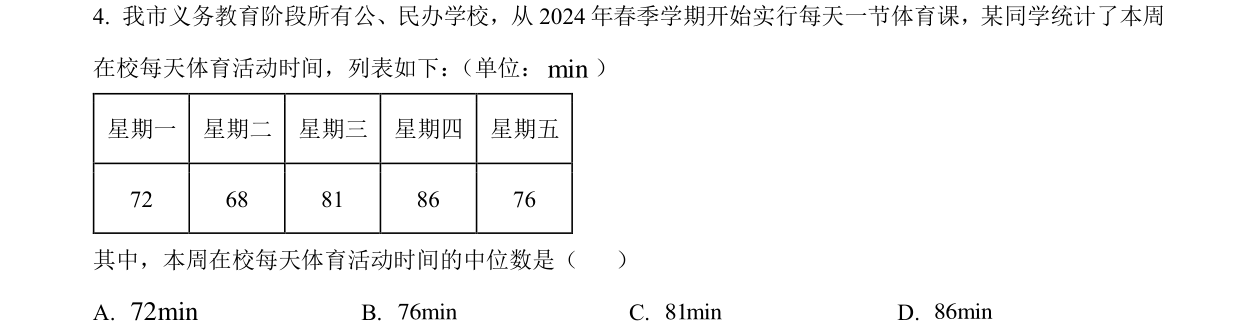 4. 我市义务教育阶段所有公、民办学校，从 2024 年春季学期开始实行每天一节体育课，某同学统计了本周
在校每天体育活动时间，列表如下：（单位： min ）
星期一 星期二 星期三 星期四 星期五
72 68 81 86 76
其中，本周在校每天体育活动时间的中位数是（ ）
A. 72min B. 76min C. 81min D. 86min